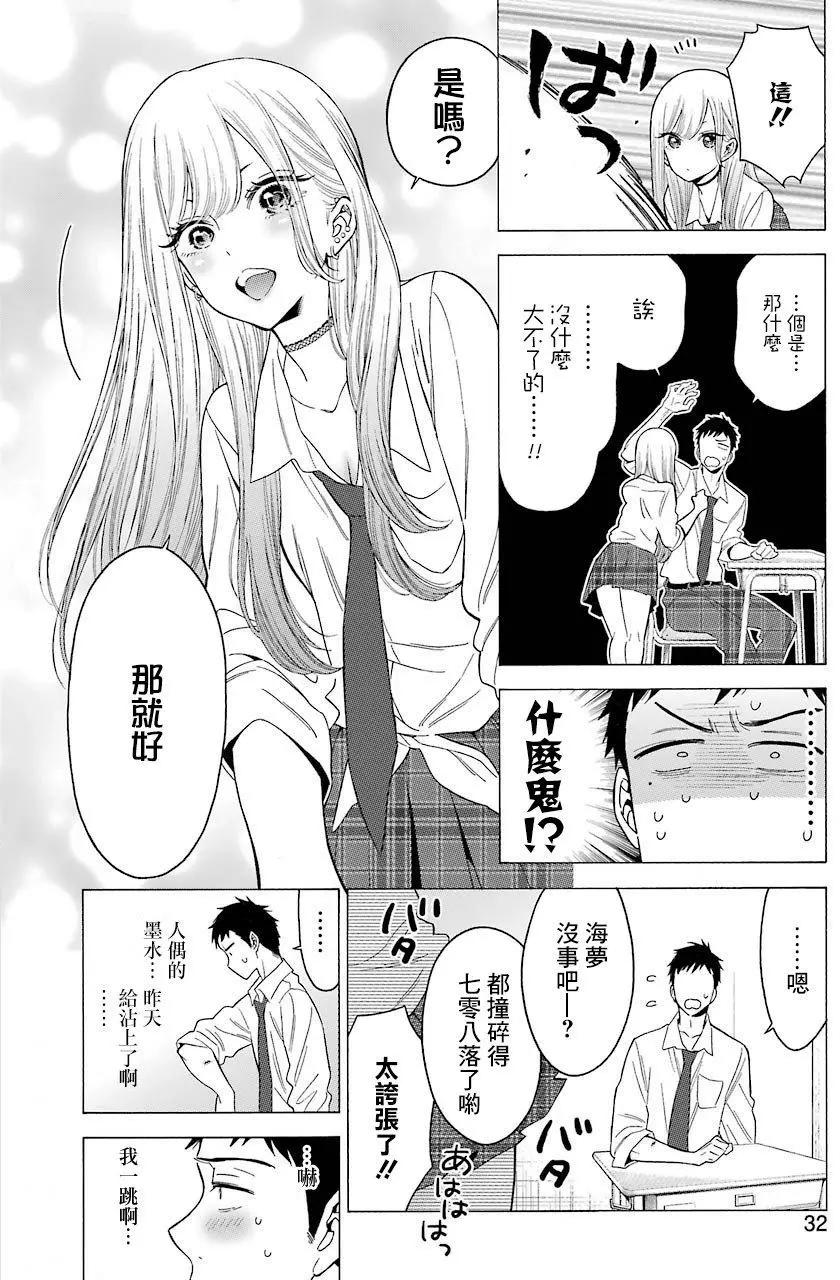 這!!
ばっ
是嗎?
…個是…
那什麼
誒
………
沒什麼
大不了的……!!
什麼鬼!?
那就好
…嗯
海夢
沒事吧—?
都撞碎得
七零八落了喲
太誇張了!!
バタ
バタ
あははっ
……
人偶的
墨水…昨天
給沾上了啊
……
…嚇
我一跳啊…
32